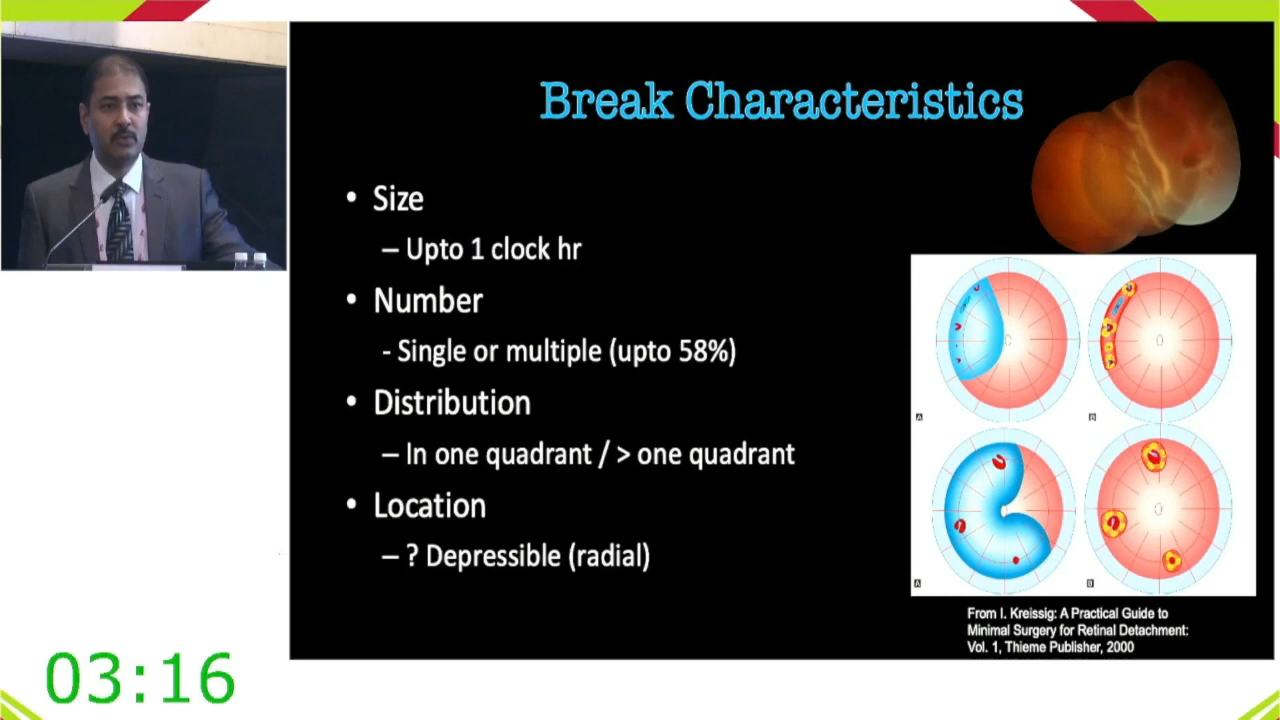 Break Characteristics
• Size
– Upto 1 clock hr
• Number
- Single or multiple (upto 58%)
• Distribution
– In one quadrant / > one quadrant
• Location
– ? Depressible (radial)
A
A
From I. Kreissig: A Practical Guide to
Minimal Surgery for Retinal Detachment:
Vol. 1, Thieme Publisher, 2000
03:16